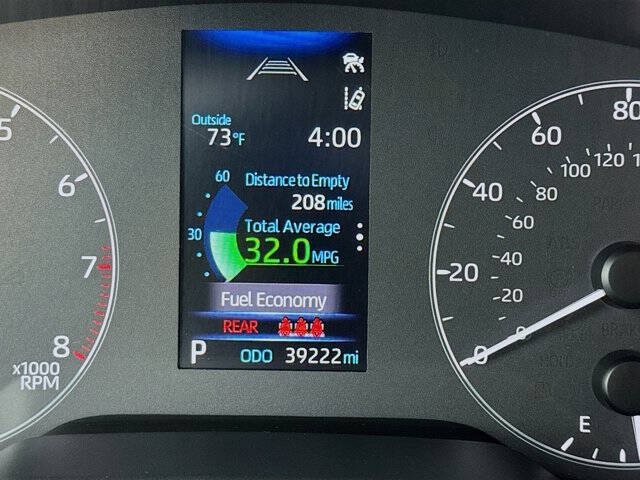 Outside
73°F
4:00
60
Distance to Empty
208 miles
30
Total Average
32.0 MPG
Fuel Economy
REAR
P
ODO 39222 mi
5
6
7
8
x1000
RPM
80
60
40
20
0
120
100
80
60
40
20
0
E